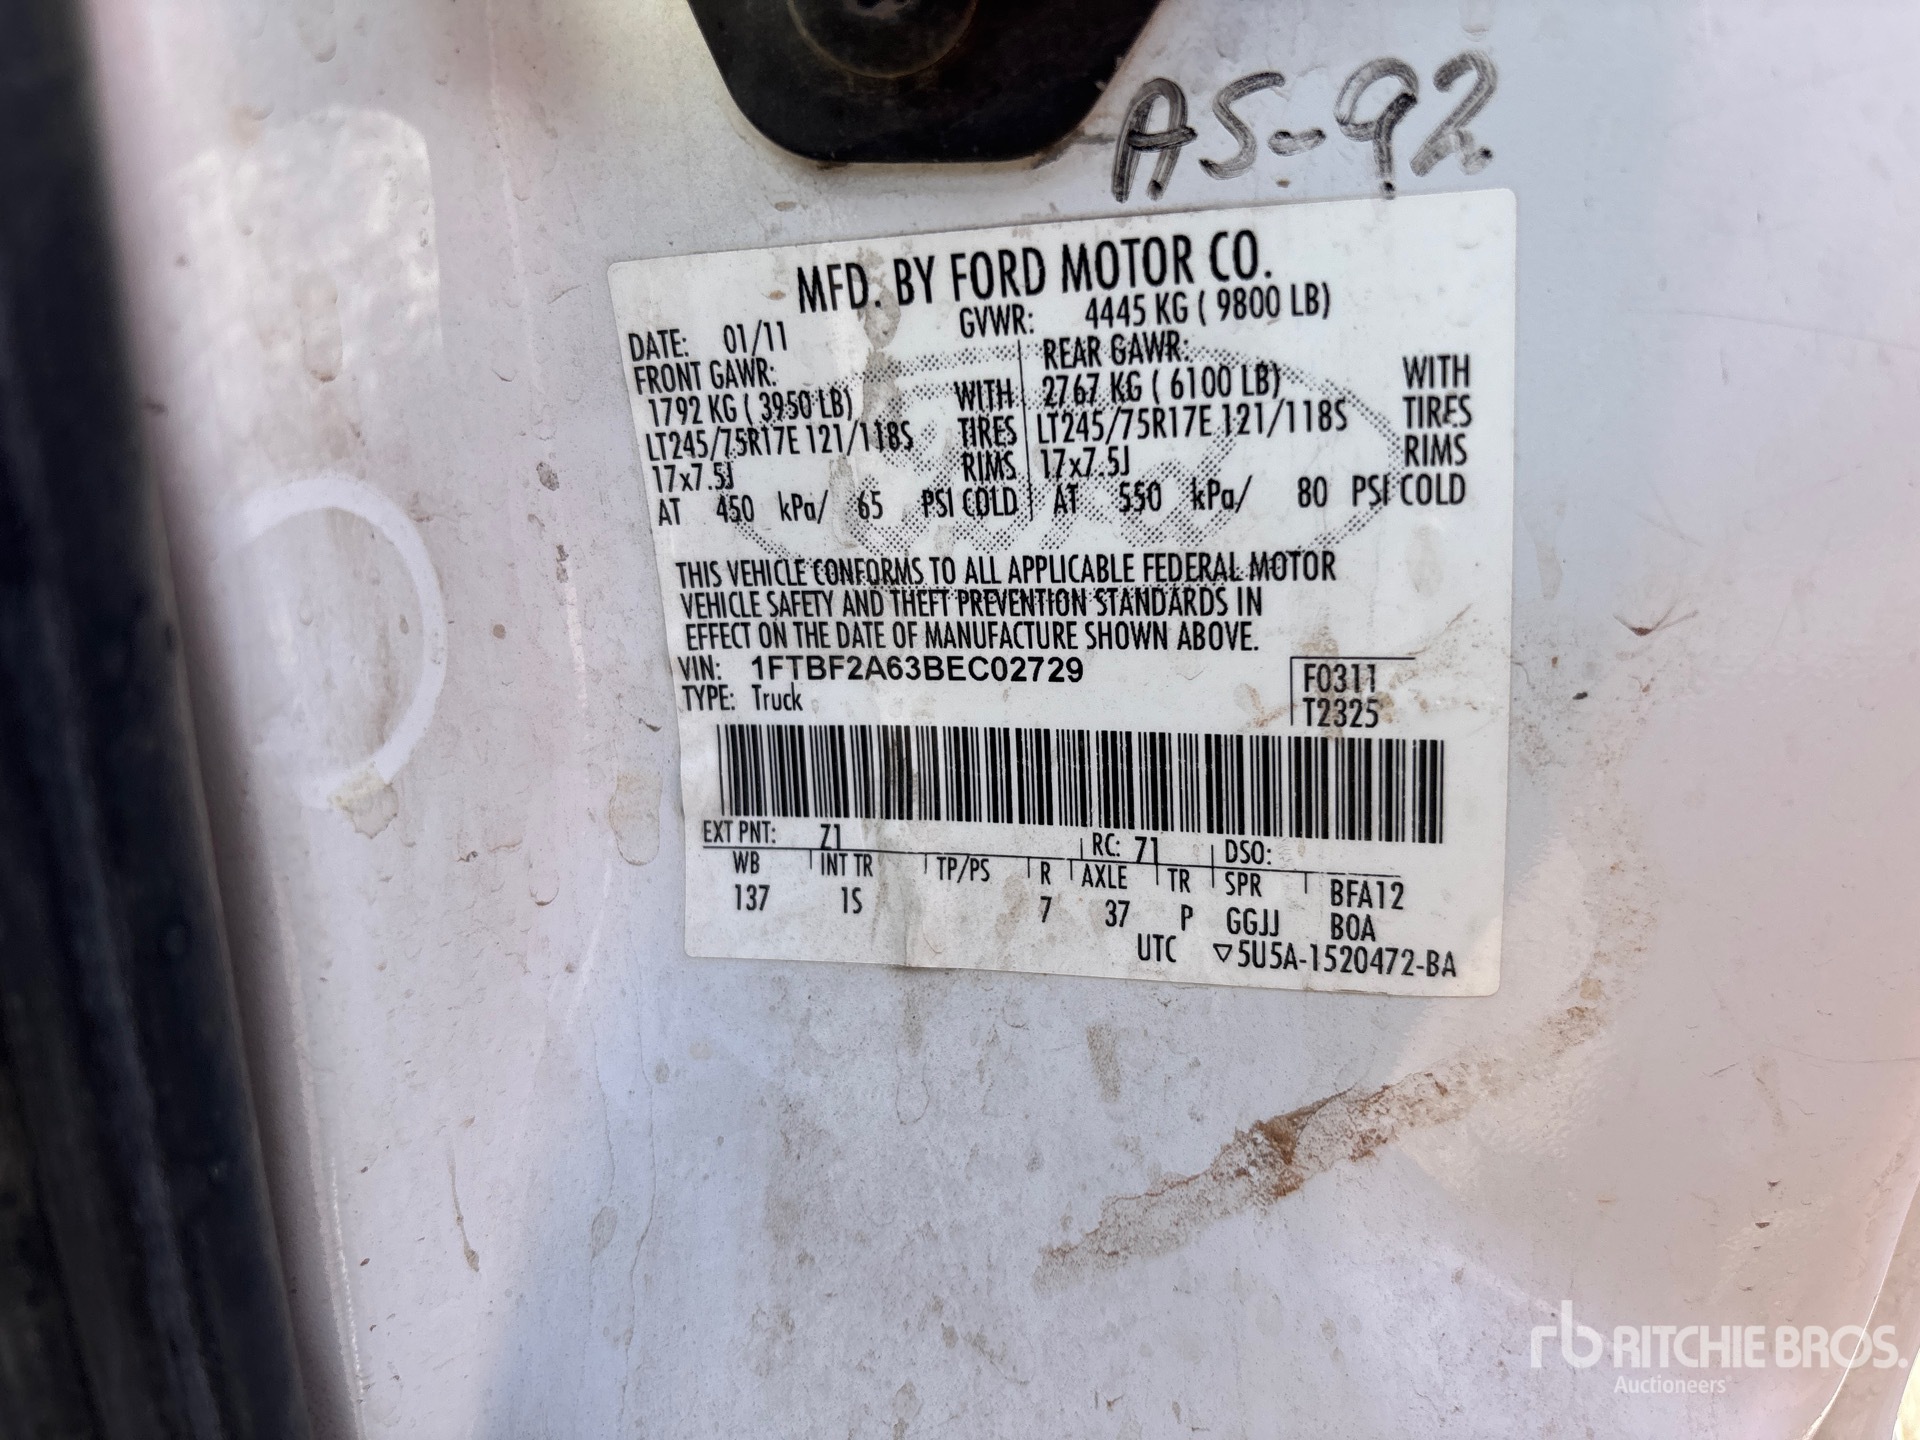 A5-92
MFD. BY FORD MOTOR CO.
DATE: 01/11 GVWR: 4445 KG ( 9800 LB)
FRONT GAWR: REAR GAWR:
1792 KG ( 3950 LB) WITH 2767 KG ( 6100 LB) WITH
LT245/75R17E 121/118S TIRES LT245/75R17E 121/118S TIRES
17x7.5J RIMS 17x7.5J RIMS
AT 450 kPa/ 65 PSI COLD AT 550 kPa/ 80 PSI COLD
THIS VEHICLE CONFORMS TO ALL APPLICABLE FEDERAL MOTOR
VEHICLE SAFETY AND THEFT PREVENTION STANDARDS IN
EFFECT ON THE DATE OF MANUFACTURE SHOWN ABOVE.
VIN: 1FTBF2A63BEC02729 F0311
TYPE: Truck T2325
EXT PNT: Z1 RC: 71 DSO:
WB INT TR TP/PS R AXLE TR SPR BFA12
137 1S 7 37 P GGJJ BOA
UTC ▽5U5A-1520472-BA
rb RITCHIE BROS.
Auctioneers